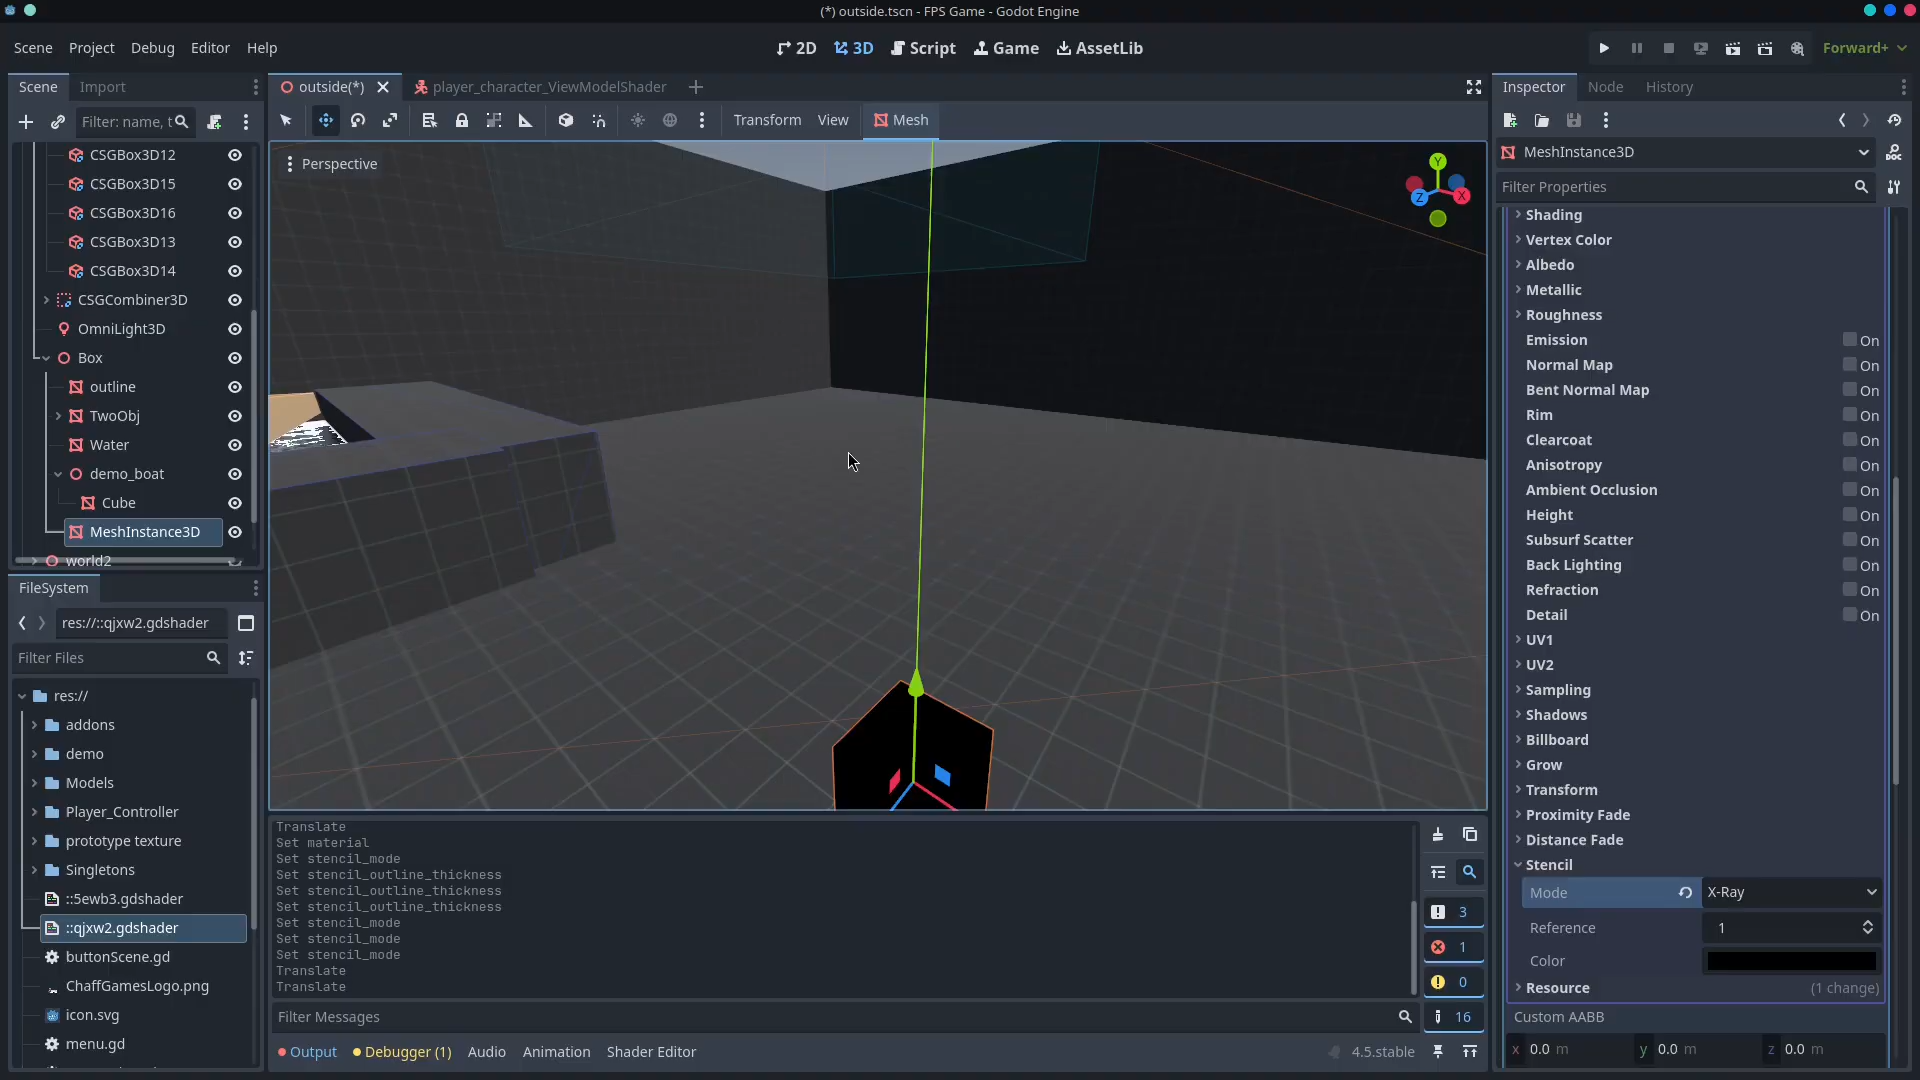 (*) outside.tscn - FPS Game - Godot Engine
Scene Project Debug Editor Help
2D 3D Script Game AssetLib
Forward+
Scene Import
Filter: name, t
CSGBox3D12
CSGBox3D15
CSGBox3D16
CSGBox3D13
CSGBox3D14
CSGCombiner3D
OmniLight3D
Box
outline
TwoObj
Water
demo_boat
Cube
MeshInstance3D
world2
FileSystem
res://::qjxw2.gdshader
Filter Files
res://
addons
demo
Models
Player_Controller
prototype texture
Singletons
::5ewb3.gdshader
::qjxw2.gdshader
buttonScene.gd
ChaffGamesLogo.png
icon.svg
menu.gd
outside(*) player_character_ViewModelShader
Transform View Mesh
Perspective
Y
Z X
Translate
Set material
Set stencil_mode
Set stencil_outline_thickness
Set stencil_outline_thickness
Set stencil_outline_thickness
Set stencil_mode
Set stencil_mode
Set stencil_mode
Translate
Translate
3
1
0
16
Filter Messages
Output Debugger (1) Audio Animation Shader Editor 4.5.stable
Inspector Node History
MeshInstance3D
Filter Properties
Shading
Vertex Color
Albedo
Metallic
Roughness
Emission On
Normal Map On
Bent Normal Map On
Rim On
Clearcoat On
Anisotropy On
Ambient Occlusion On
Height On
Subsurf Scatter On
Back Lighting On
Refraction On
Detail On
UV1
UV2
Sampling
Shadows
Billboard
Grow
Transform
Proximity Fade
Distance Fade
Stencil
Mode X-Ray
Reference 1
Color
Resource (1 change)
Custom AABB
x 0.0 m y 0.0 m z 0.0 m